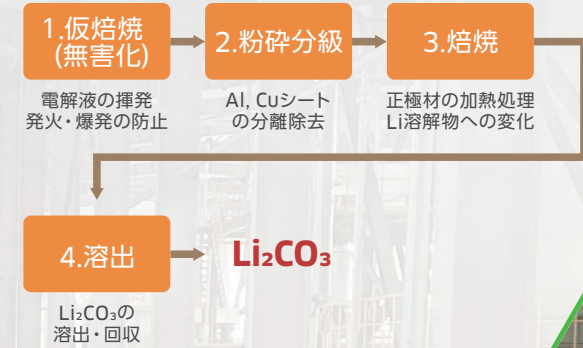 1.仮焙焼
(無害化)
2.粉砕分級
3.焙焼
電解液の揮発
発火・爆発の防止
Al, Cuシート
の分離除去
正極材の加熱処理
Li溶解物への変化
4.溶出
Li₂CO₃
Li₂CO₃の
溶出・回収